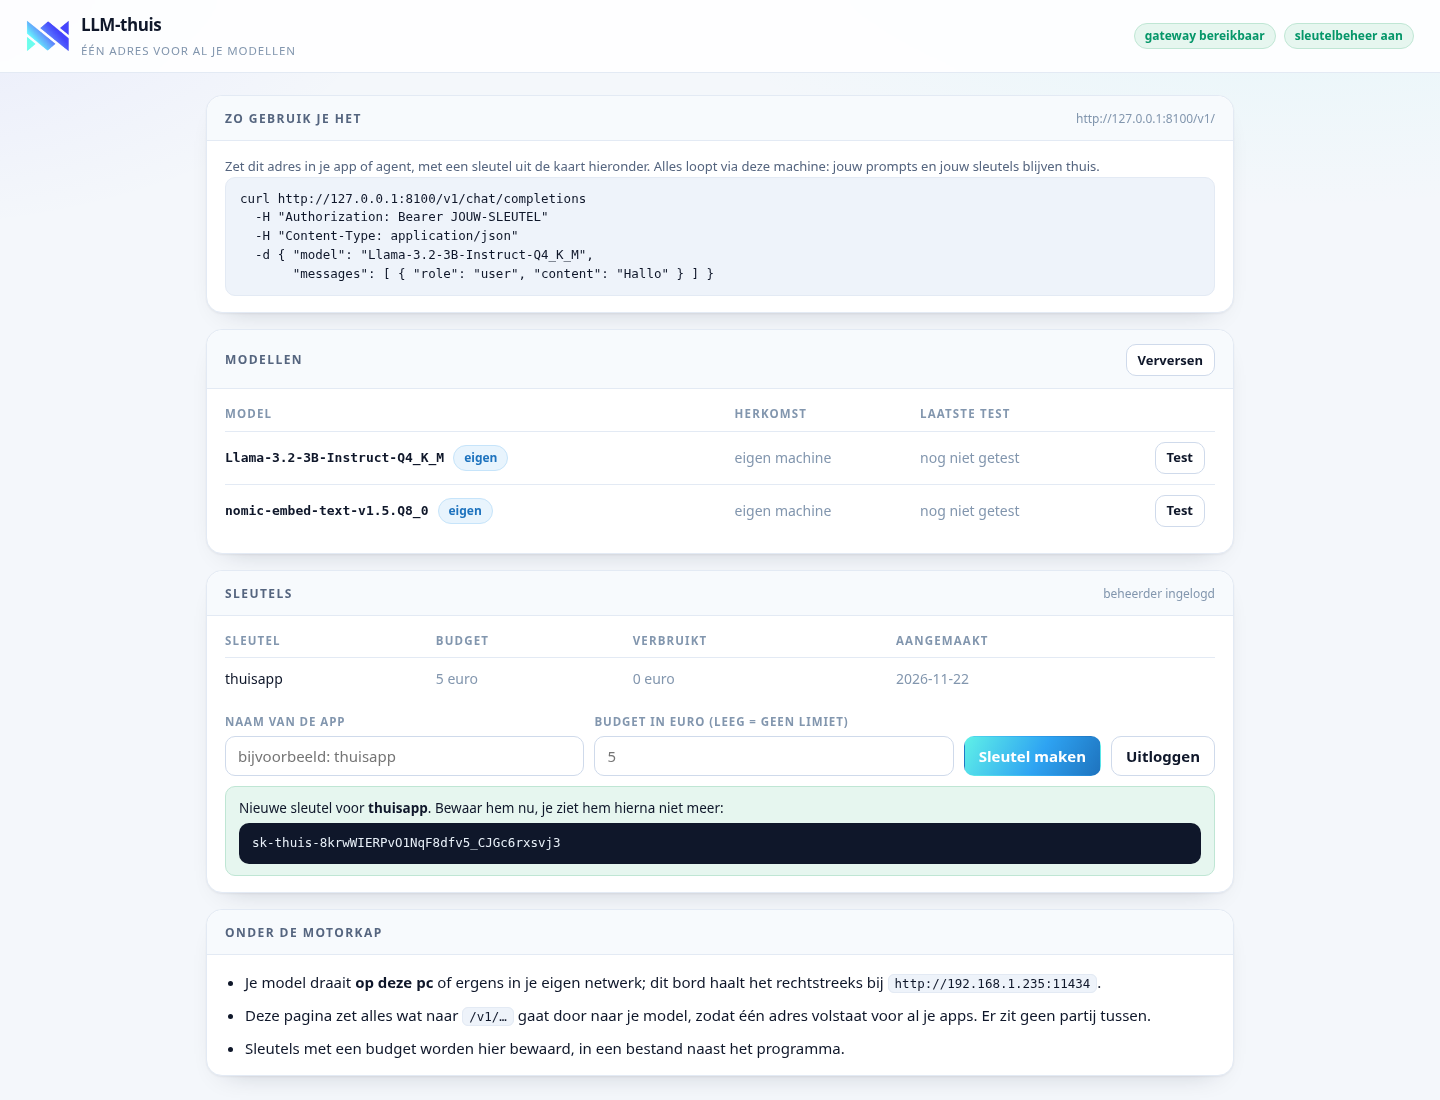 LLM-thuis
ÉÉN ADRES VOOR AL JE MODELLEN
gateway bereikbaar
sleutelbeheer aan
ZO GEBRUIK JE HET
http://127.0.0.1:8100/v1/
Zet dit adres in je app of agent, met een sleutel uit de kaart hieronder. Alles loopt via deze machine: jouw prompts en jouw sleutels blijven thuis.
curl http://127.0.0.1:8100/v1/chat/completions
  -H "Authorization: Bearer JOUW-SLEUTEL"
  -H "Content-Type: application/json"
  -d { "model": "Llama-3.2-3B-Instruct-Q4_K_M",
       "messages": [ { "role": "user", "content": "Hallo" } ] }
MODELLEN
Verversen
MODEL HERKOMST LAATSTE TEST
Llama-3.2-3B-Instruct-Q4_K_M eigen eigen machine nog niet getest Test
nomic-embed-text-v1.5.Q8_0 eigen eigen machine nog niet getest Test
SLEUTELS
beheerder ingelogd
SLEUTEL BUDGET VERBRUIKT AANGEMAAKT
thuisapp 5 euro 0 euro 2026-11-22
NAAM VAN DE APP BUDGET IN EURO (LEEG = GEEN LIMIET)
bijvoorbeeld: thuisapp 5 Sleutel maken Uitloggen
Nieuwe sleutel voor thuisapp. Bewaar hem nu, je ziet hem hierna niet meer:
sk-thuis-8krwWIERPvO1NqF8dfv5_CJGc6rxsvj3
ONDER DE MOTORKAP
• Je model draait op deze pc of ergens in je eigen netwerk; dit bord haalt het rechtstreeks bij http://192.168.1.235:11434.
• Deze pagina zet alles wat naar /v1/… gaat door naar je model, zodat één adres volstaat voor al je apps. Er zit geen partij tussen.
• Sleutels met een budget worden hier bewaard, in een bestand naast het programma.